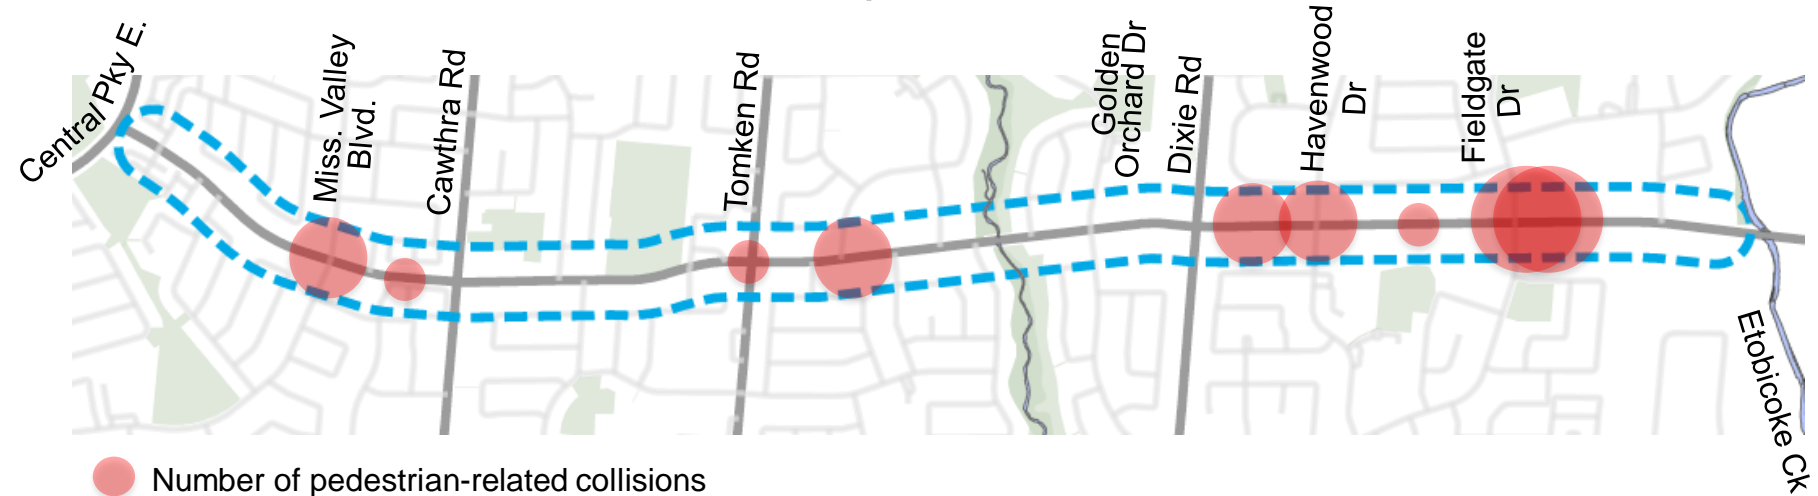 Central Pky E.
Miss. Valley
Blvd.
Cawthra Rd
Tomken Rd
Golden
Orchard Dr
Dixie Rd
Havenwood
Dr
Fieldgate
Dr
Etobicoke Ck
Number of pedestrian-related collisions